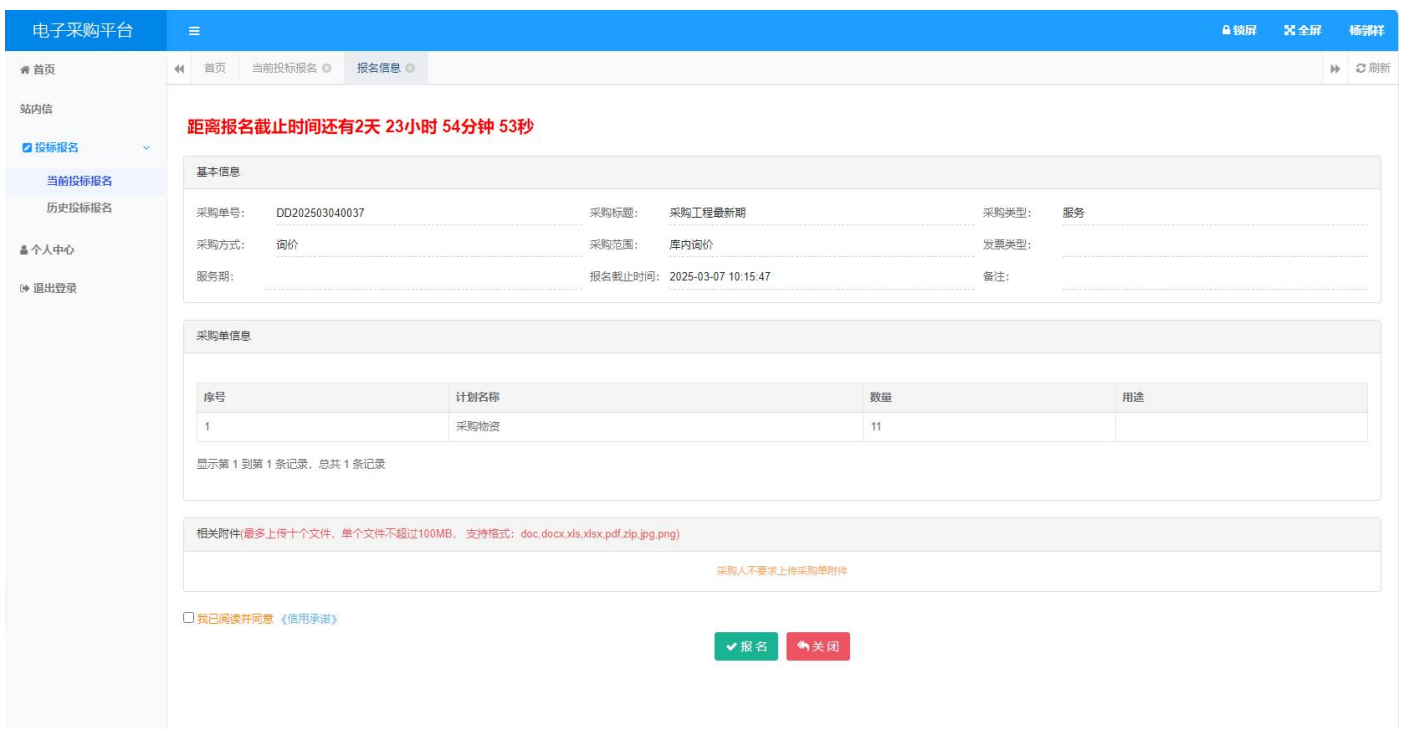 电子采购平台
锁屏 全屏 杨郭祥
首页
站内信
投标报名
当前投标报名
历史投标报名
个人中心
退出登录
首页 当前投标报名 报名信息 刷新
距离报名截止时间还有2天 23小时 54分钟 53秒
基本信息
采购单号: DD202503040037 采购标题: 采购工程最新期 采购类型: 服务
采购方式: 询价 采购范围: 库内询价 发票类型:
服务期: 报名截止时间: 2025-03-07 10:15:47 备注:
采购单信息
序号 计划名称 数量 用途
1 采购物资 11
显示第 1 到第 1 条记录，总共 1 条记录
相关附件(最多上传十个文件，单个文件不超过100MB， 支持格式：doc,docx,xls,xlsx,pdf,zip,jpg,png)
采购人不要求上传采购单附件
我已阅读并同意 《信用承诺》
报 名 关 闭